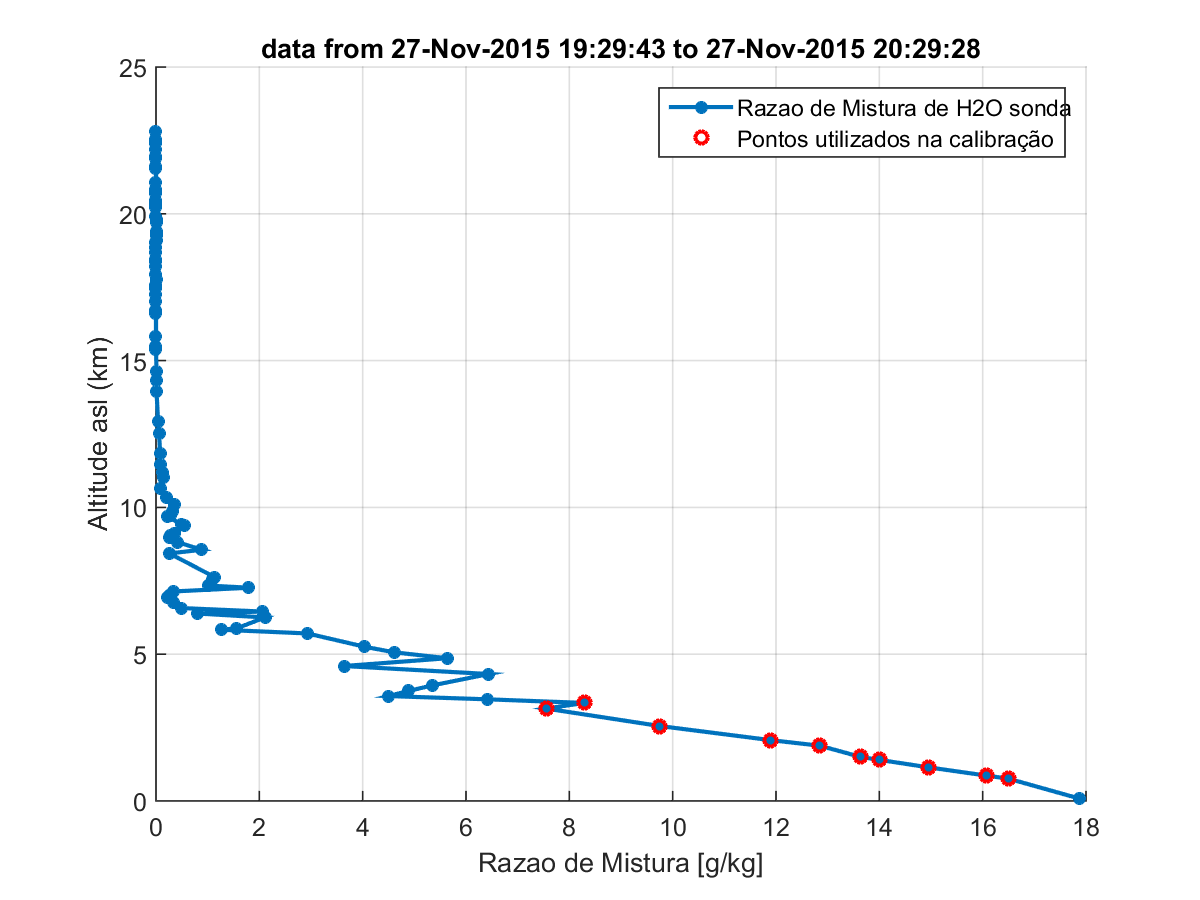 data from 27-Nov-2015 19:29:43 to 27-Nov-2015 20:29:28
Razao de Mistura de H2O sonda
Pontos utilizados na calibração
Altitude asl (km)
25
20
15
10
5
0
0 2 4 6 8 10 12 14 16 18
Razao de Mistura [g/kg]